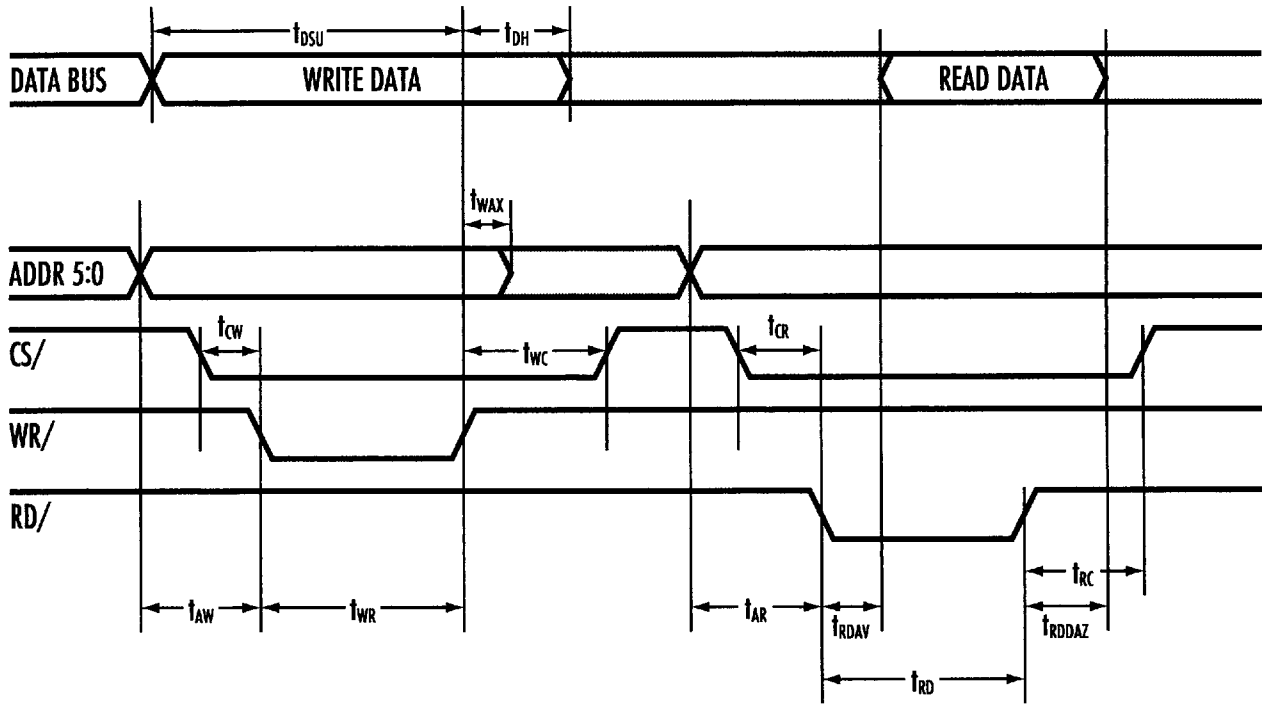 tDSU tDH
DATA BUS WRITE DATA READ DATA
tWAX
ADDR 5:0
tCW tWC tCR
CS/
WR/
RD/
tRC
tAW tWR tAR tRDAV tRDDAZ
tRD